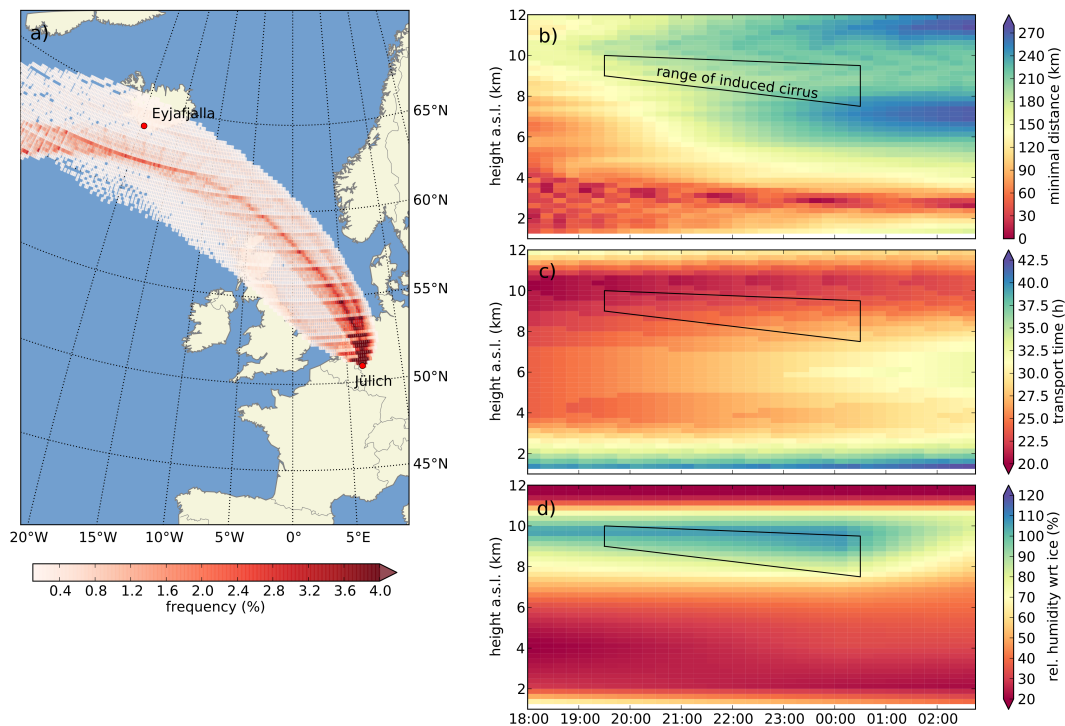 a)
Eyjafjalla
65°N
60°N
55°N
50°N
45°N
Jülich
20°W 15°W 10°W 5°W 0°W 5°E
0.4 0.8 1.2 1.6 2.0 2.4 2.8 3.2 3.6 4.0
frequency (%)
b)
range of induced cirrus
12
10
8
6
4
2
height a.s.l. (km)
270
240
210
180
150
120
90
60
30
0
minimal distance (km)
c)
12
10
8
6
4
2
height a.s.l. (km)
42.5
40.0
37.5
35.0
32.5
30.0
27.5
25.0
22.5
20.0
transport time (h)
d)
12
10
8
6
4
2
height a.s.l. (km)
120
110
100
90
80
70
60
50
40
30
20
rel. humidity wrt ice (%)
18:00 19:00 20:00 21:00 22:00 23:00 00:00 01:00 02:00